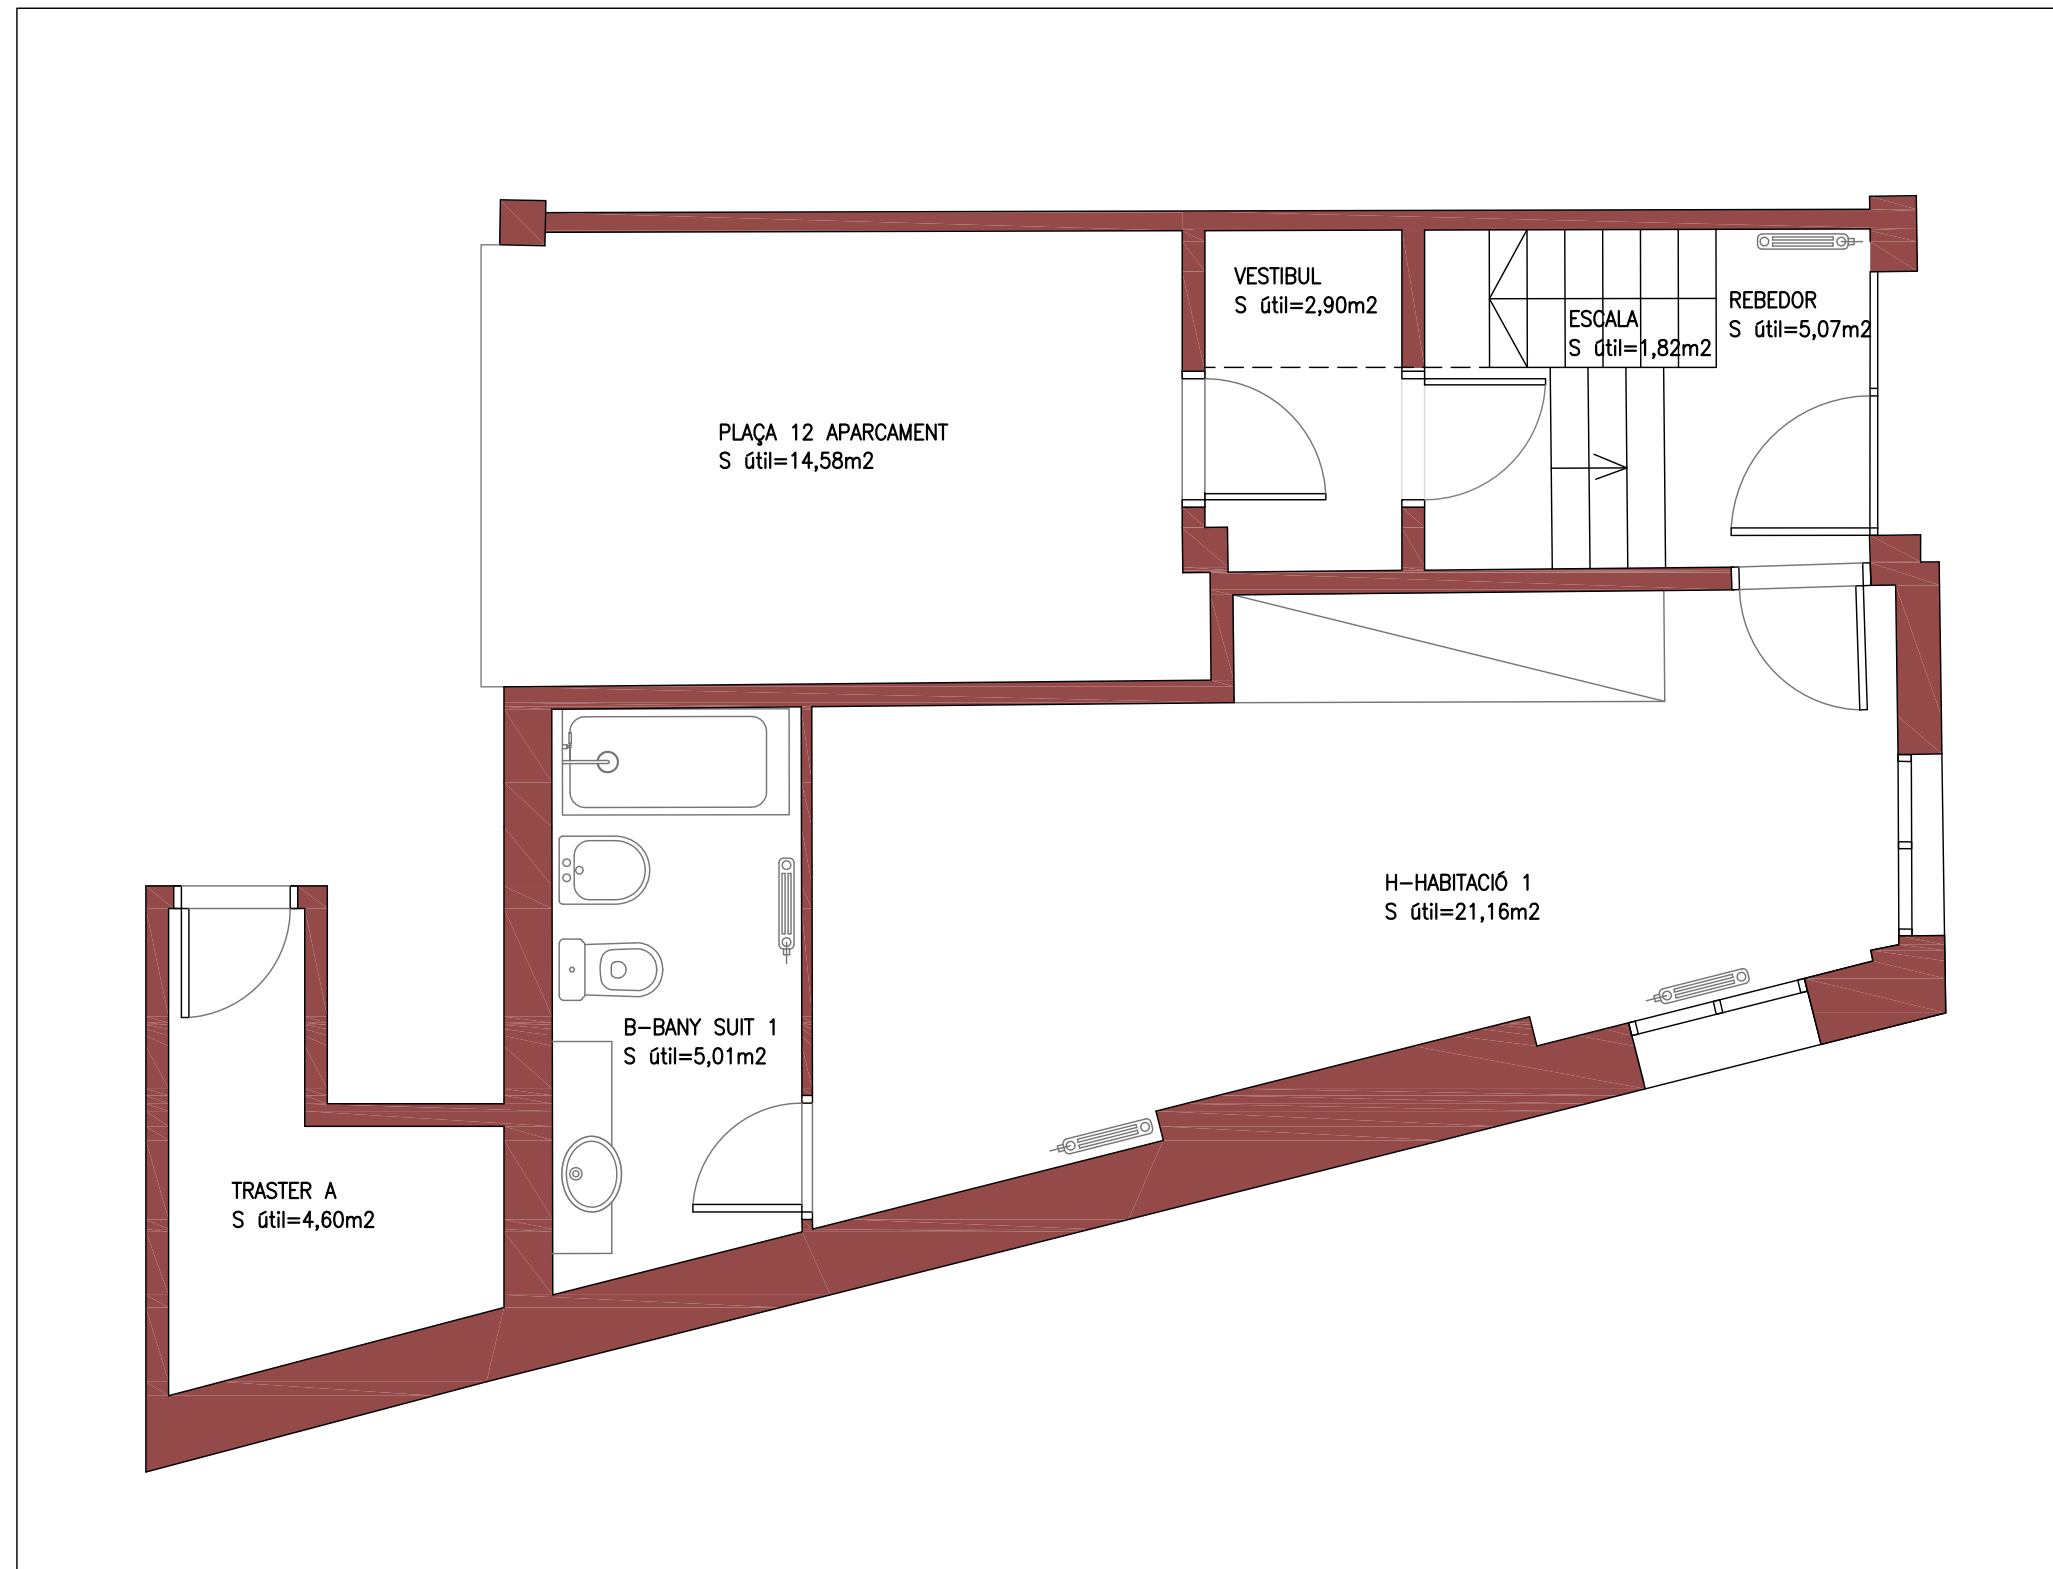 VESTIBUL
S útil=2,90m2
ESCALA
S útil=1,82m2
REBEDOR
S útil=5,07m2
PLAÇA 12 APARCAMENT
S útil=14,58m2
H-HABITACIÓ 1
S útil=21,16m2
B-BANY SUIT 1
S útil=5,01m2
TRASTER A
S útil=4,60m2